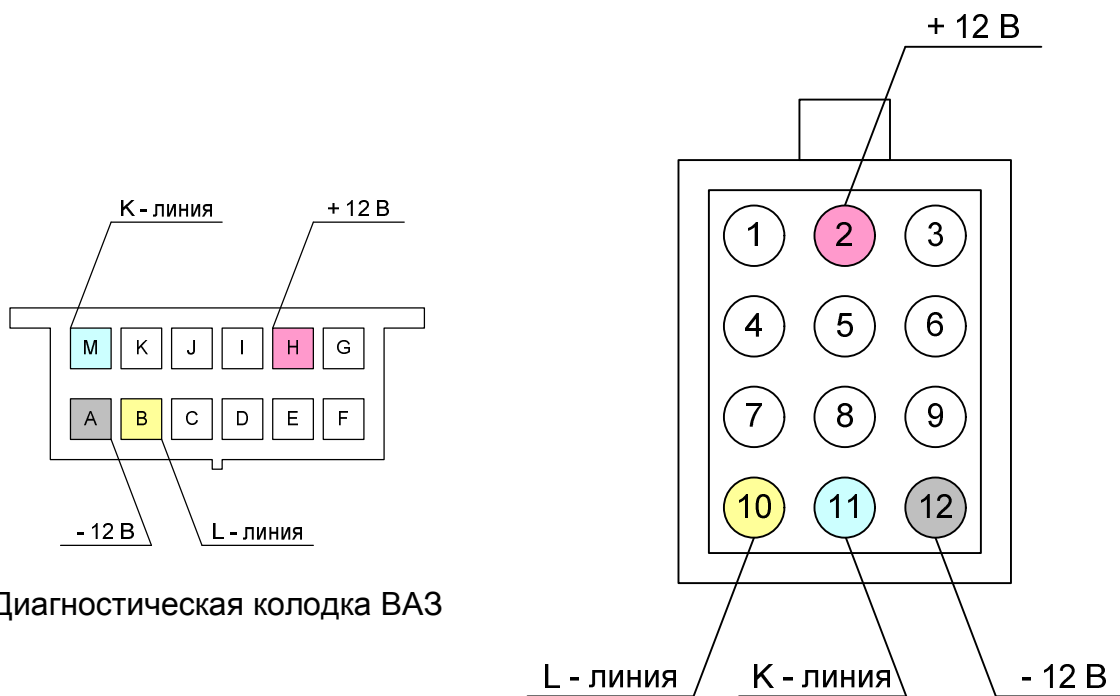 + 12 В
К - линия
+ 12 В
M K J I H G
A B C D E F
- 12 В
L - линия
Диагностическая колодка ВАЗ
1 2 3
4 5 6
7 8 9
10 11 12
L - линия
К - линия
- 12 В